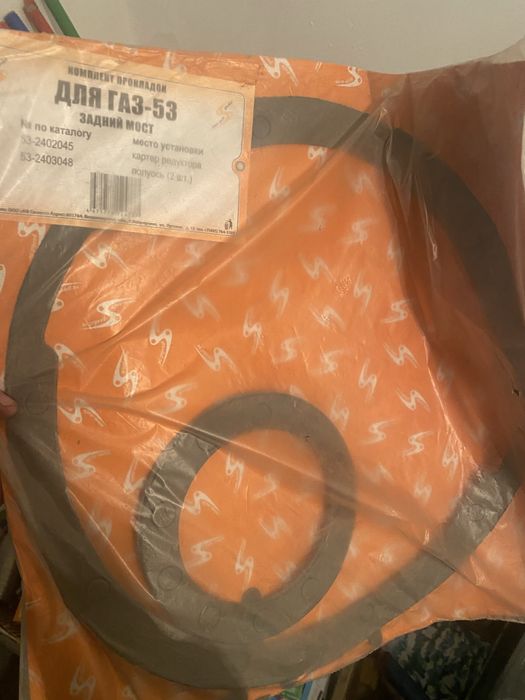 КОМПЛЕКТ ПРОКЛАДОК
ДЛЯ ГАЗ-53
ЗАДНИЙ МОСТ
№ по каталогу место установки
53-2402045 картер редуктора
53-2403048 полуось (2 шт.)